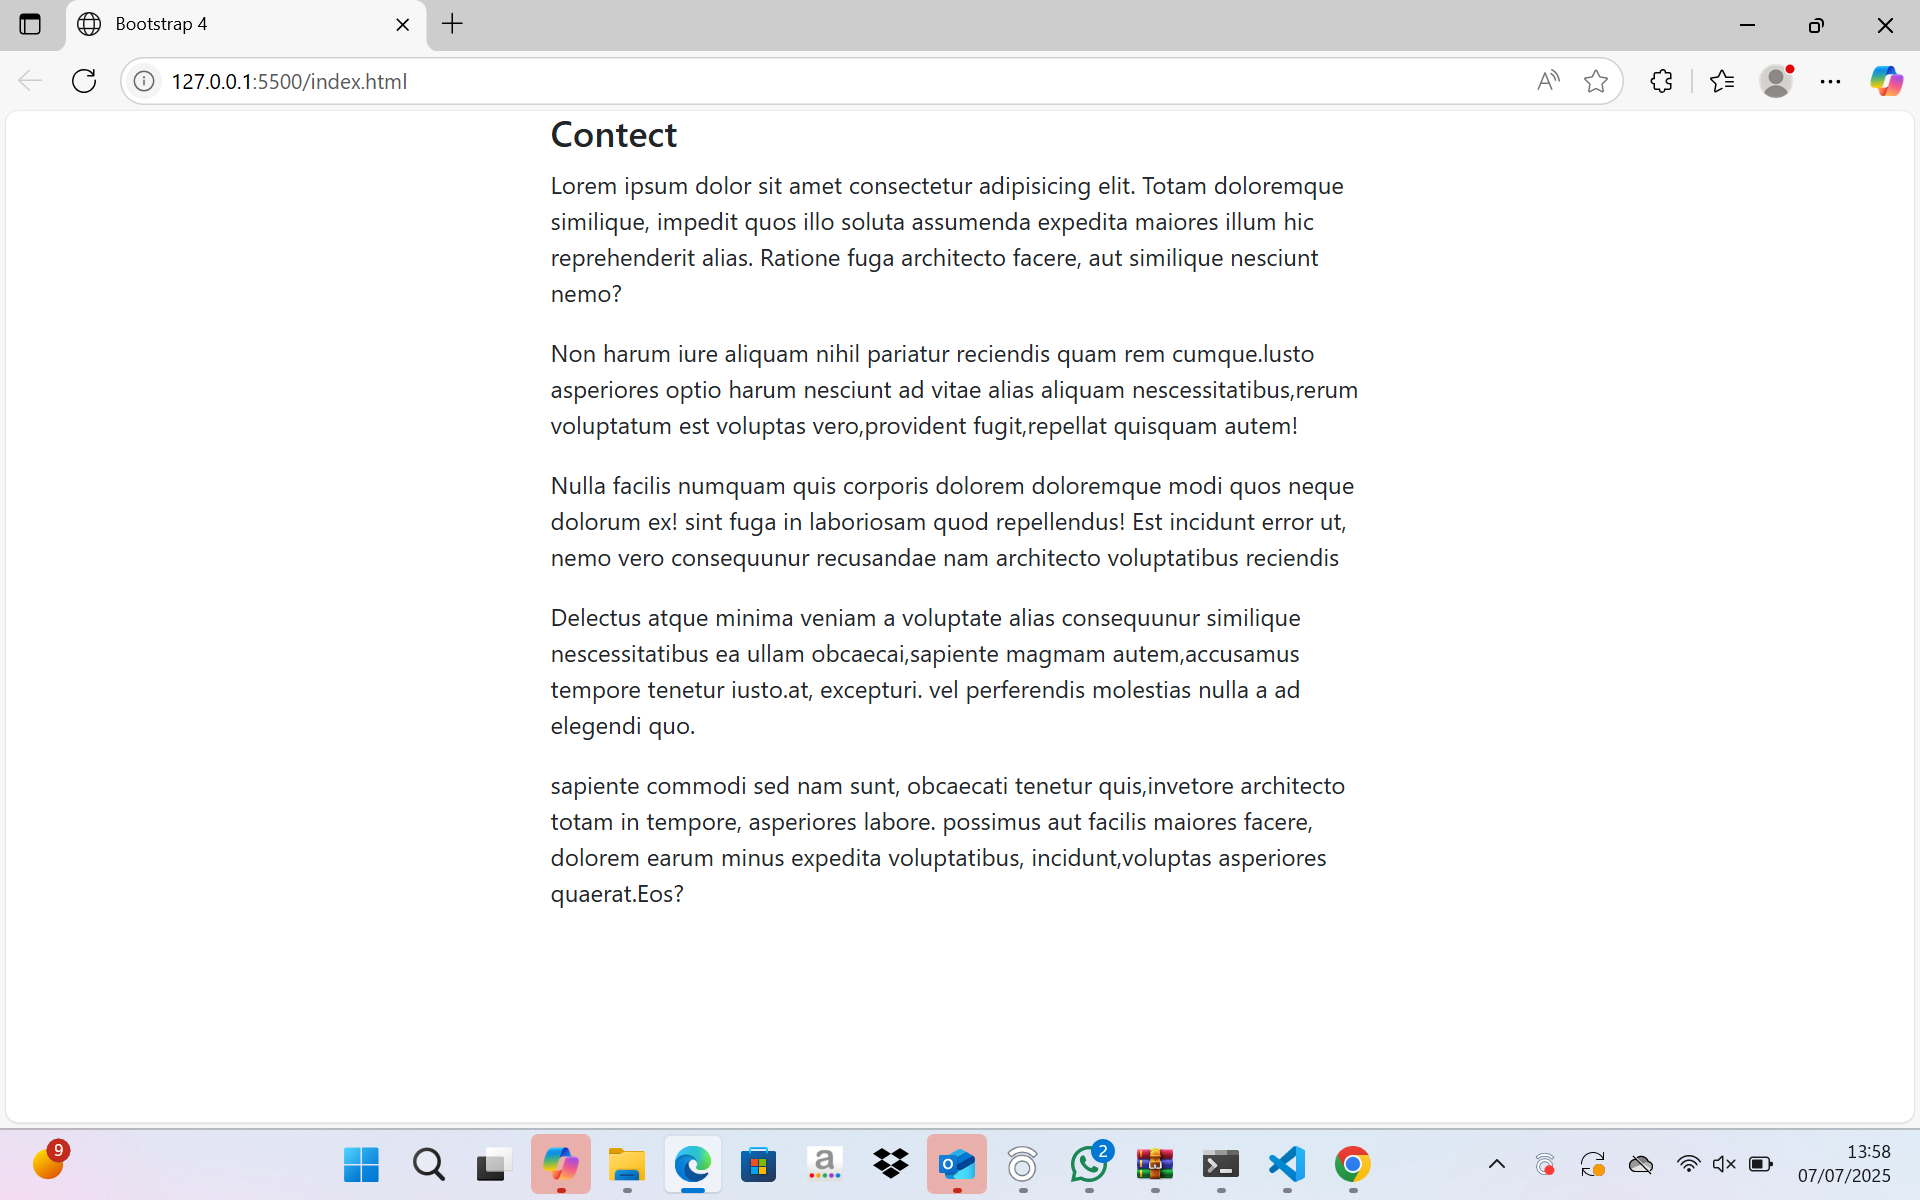 Bootstrap 4
127.0.0.1:5500/index.html
Contect
Lorem ipsum dolor sit amet consectetur adipisicing elit. Totam doloremque
similique, impedit quos illo soluta assumenda expedita maiores illum hic
reprehenderit alias. Ratione fuga architecto facere, aut similique nesciunt
nemo?
Non harum iure aliquam nihil pariatur reciendis quam rem cumque.lusto
asperiores optio harum nesciunt ad vitae alias aliquam nescessitatibus,rerum
voluptatum est voluptas vero,provident fugit,repellat quisquam autem!
Nulla facilis numquam quis corporis dolorem doloremque modi quos neque
dolorum ex! sint fuga in laboriosam quod repellendus! Est incidunt error ut,
nemo vero consequunur recusandae nam architecto voluptatibus reciendis
Delectus atque minima veniam a voluptate alias consequunur similique
nescessitatibus ea ullam obcaecai,sapiente magmam autem,accusamus
tempore tenetur iusto.at, excepturi. vel perferendis molestias nulla a ad
elegendi quo.
sapiente commodi sed nam sunt, obcaecati tenetur quis,invetore architecto
totam in tempore, asperiores labore. possimus aut facilis maiores facere,
dolorem earum minus expedita voluptatibus, incidunt,voluptas asperiores
quaerat.Eos?
9
a
2
13:58
07/07/2025